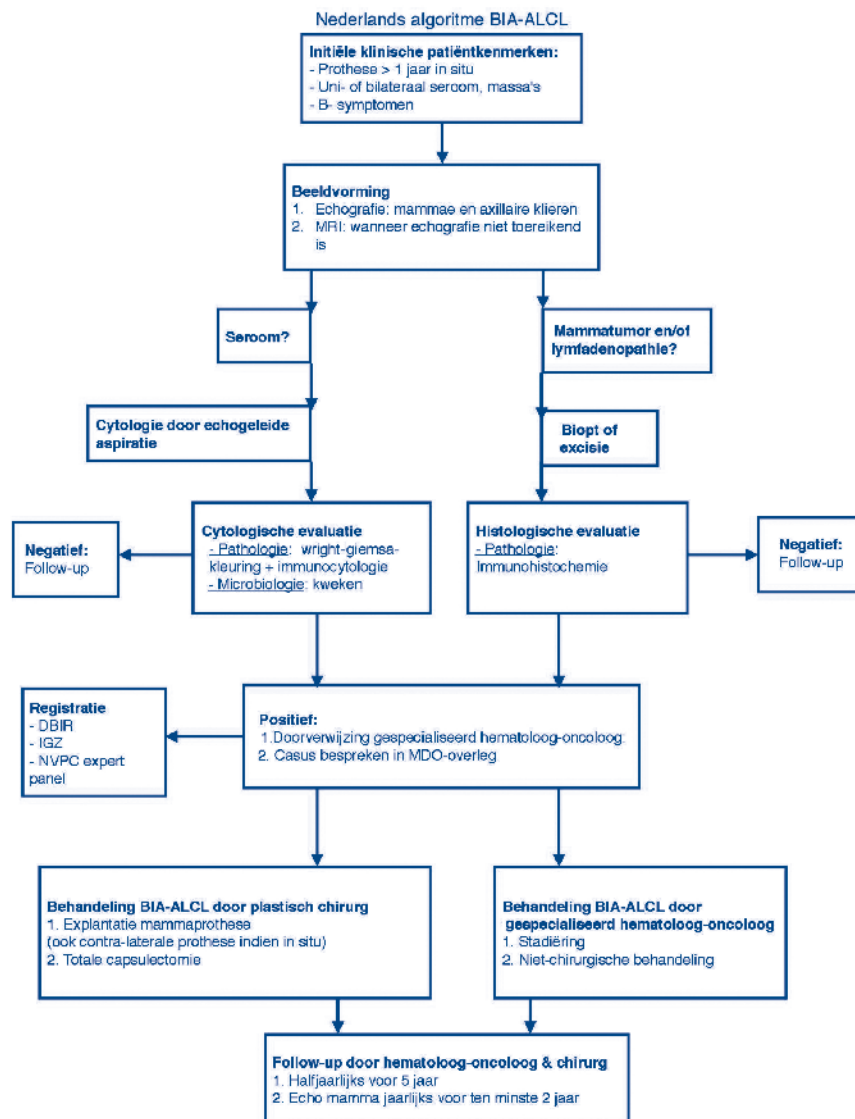 Nederlands algoritme BIA-ALCL
Initiële klinische patiëntkenmerken:
- Prothese > 1 jaar in situ
- Uni- of bilateraal seroom, massa's
- B- symptomen
Beeldvorming
1. Echografie: mammae en axillaire klieren
2. MRI: wanneer echografie niet toereikend
is
Seroom?
Mammatumor en/of
lymfadenopathie?
Cytologie door echogeleide
aspiratie
Biopt of
excisie
Negatief:
Follow-up
Cytologische evaluatie
- Pathologie: wright-giemsa-
kleuring + immunocytologie
- Microbiologie: kweken
Histologische evaluatie
- Pathologie:
Immunohistochemie
Negatief:
Follow-up
Registratie
- DBIR
- IGZ
- NVPC expert
panel
Positief:
1.Doorverwijzing gespecialiseerd hematoloog-oncoloog:
2. Casus bespreken in MDO-overleg
Behandeling BIA-ALCL door plastisch chirurg
1. Explantatie mammaprothese
(ook contra-laterale prothese indien in situ)
2. Totale capsulectomie
Behandeling BIA-ALCL door
gespecialiseerd hematoloog-oncoloog
1. Stadiëring
2. Niet-chirurgische behandeling
Follow-up door hematoloog-oncoloog & chirurg
1. Halfjaarlijks voor 5 jaar
2. Echo mamma jaarlijks voor ten minste 2 jaar